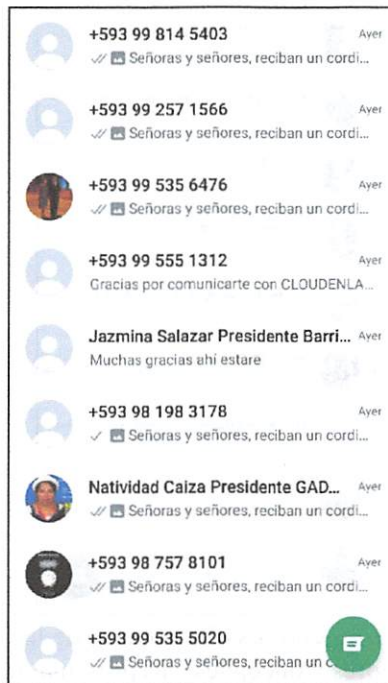 +593 99 814 5403 Ayer
Señoras y señores, reciban un cordi...
+593 99 257 1566 Ayer
Señoras y señores, reciban un cordi...
+593 99 535 6476 Ayer
Señoras y señores, reciban un cordi...
+593 99 555 1312 Ayer
Gracias por comunicarte con CLOUDENLA...
Jazmina Salazar Presidente Barri... Ayer
Muchas gracias ahí estare
+593 98 198 3178 Ayer
Señoras y señores, reciban un cordi...
Natividad Caiza Presidente GAD... Ayer
Señoras y señores, reciban un cordi...
+593 98 757 8101 Ayer
Señoras y señores, reciban un cordi...
+593 99 535 5020
Señoras y señores, reciban un c